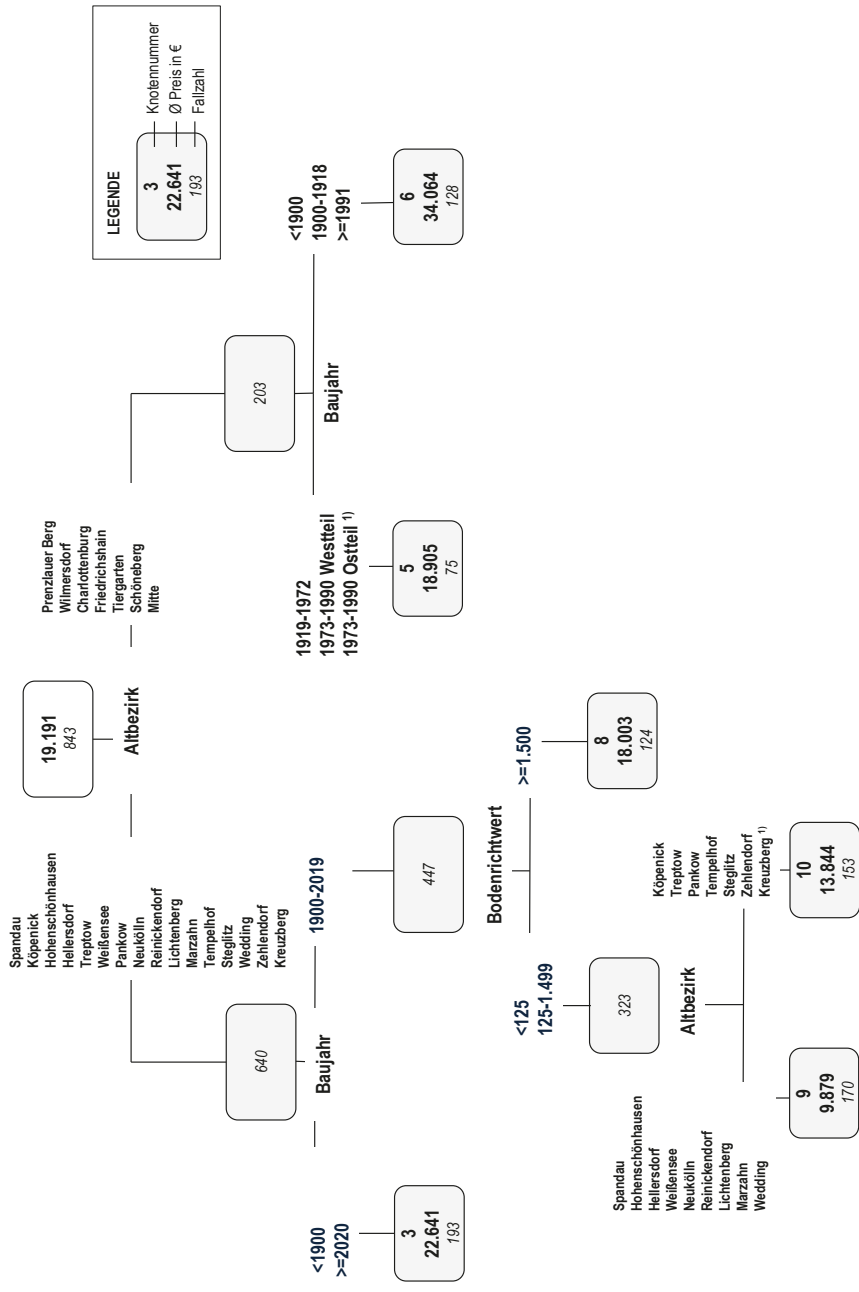 LEGENDE
3
22.641
193
Knotennummer
Ø Preis in €
Fallzahl
19.191
843
Altbezirk
Spandau
Köpenick
Hohenschönhausen
Hellersdorf
Treptow
Weißensee
Pankow
Neukölln
Reinickendorf
Lichtenberg
Marzahn
Tempelhof
Steglitz
Wedding
Zehlendorf
Kreuzberg
Prenzlauer Berg
Wilmersdorf
Charlottenburg
Friedrichshain
Tiergarten
Schöneberg
Mitte
640
Baujahr
203
Baujahr
<1900
>=2020
3
22.641
193
1900-2019
447
Bodenrichtwert
1919-1972
1973-1990 Westteil
1973-1990 Ostteil 1)
5
18.905
75
<1900
1900-1918
>=1991
6
34.064
128
<125
125-1.499
323
Altbezirk
>=1.500
8
18.003
124
Spandau
Hohenschönhausen
Hellersdorf
Weißensee
Neukölln
Reinickendorf
Lichtenberg
Marzahn
Wedding
9
9.879
170
Köpenick
Treptow
Pankow
Tempelhof
Steglitz
Zehlendorf
Kreuzberg 1)
10
13.844
153